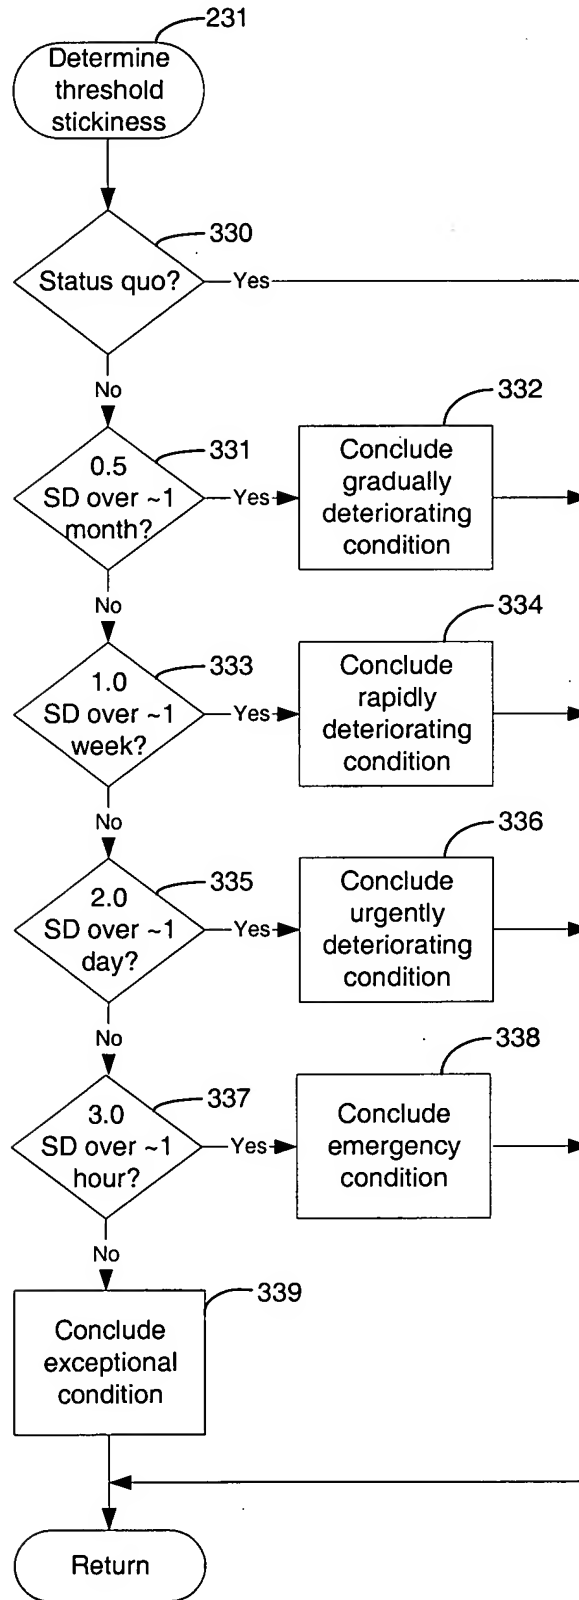 231
Determine
threshold
stickiness
330
Status quo?
Yes
No
331
0.5
SD over ~1
month?
Yes
332
Conclude
gradually
deteriorating
condition
No
333
1.0
SD over ~1
week?
Yes
334
Conclude
rapidly
deteriorating
condition
No
335
2.0
SD over ~1
day?
Yes
336
Conclude
urgently
deteriorating
condition
No
337
3.0
SD over ~1
hour?
Yes
338
Conclude
emergency
condition
No
339
Conclude
exceptional
condition
Return